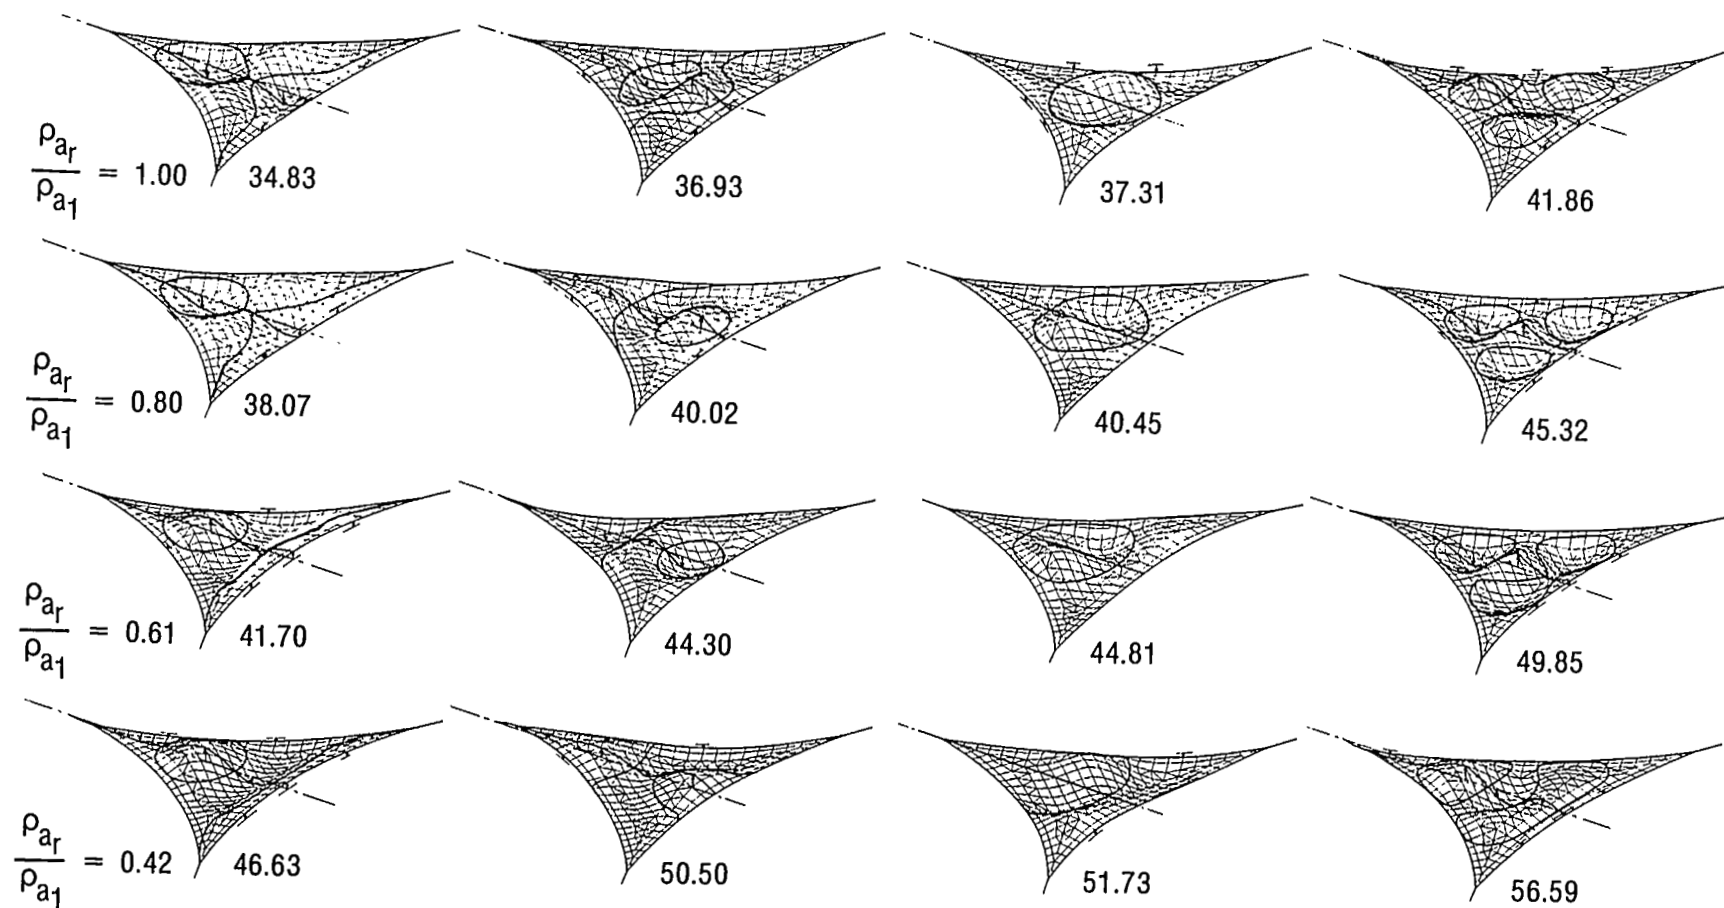 ρar/ρa1 = 1.00 34.83 36.93 37.31 41.86
ρar/ρa1 = 0.80 38.07 40.02 40.45 45.32
ρar/ρa1 = 0.61 41.70 44.30 44.81 49.85
ρar/ρa1 = 0.42 46.63 50.50 51.73 56.59